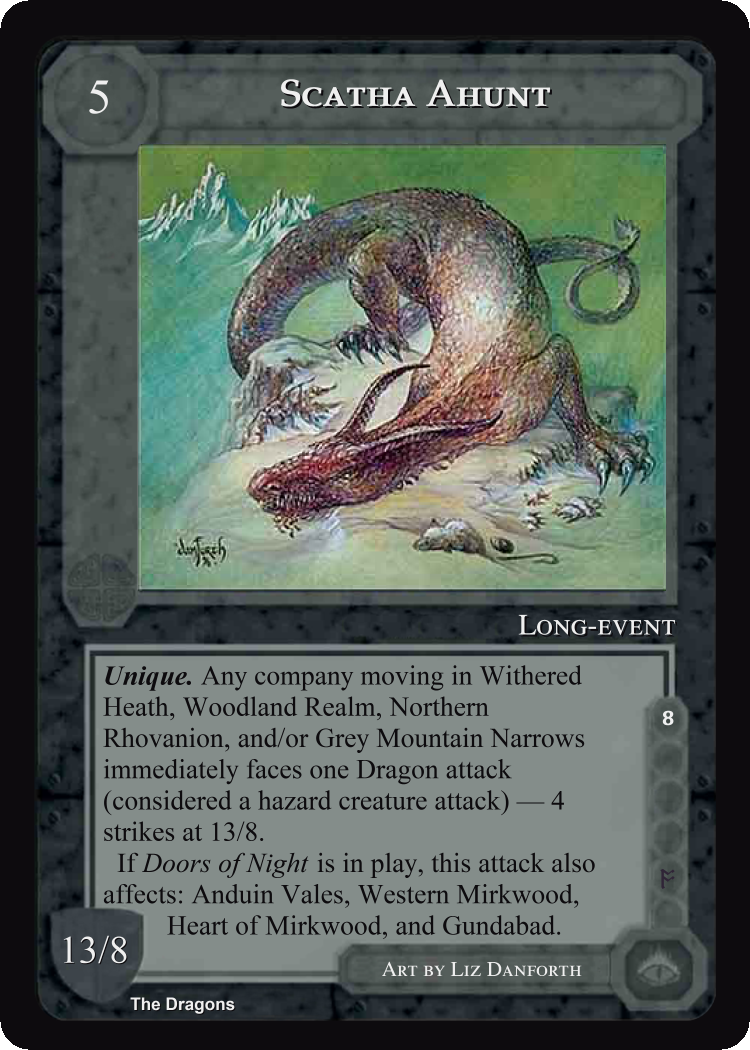 5
Scatha Ahunt
Danforth
Long-event
Unique. Any company moving in Withered
Heath, Woodland Realm, Northern
Rhovanion, and/or Grey Mountain Narrows
immediately faces one Dragon attack
(considered a hazard creature attack) — 4
strikes at 13/8.
If Doors of Night is in play, this attack also
affects: Anduin Vales, Western Mirkwood,
Heart of Mirkwood, and Gundabad.
8
ᚩ
13/8
Art by Liz Danforth
The Dragons